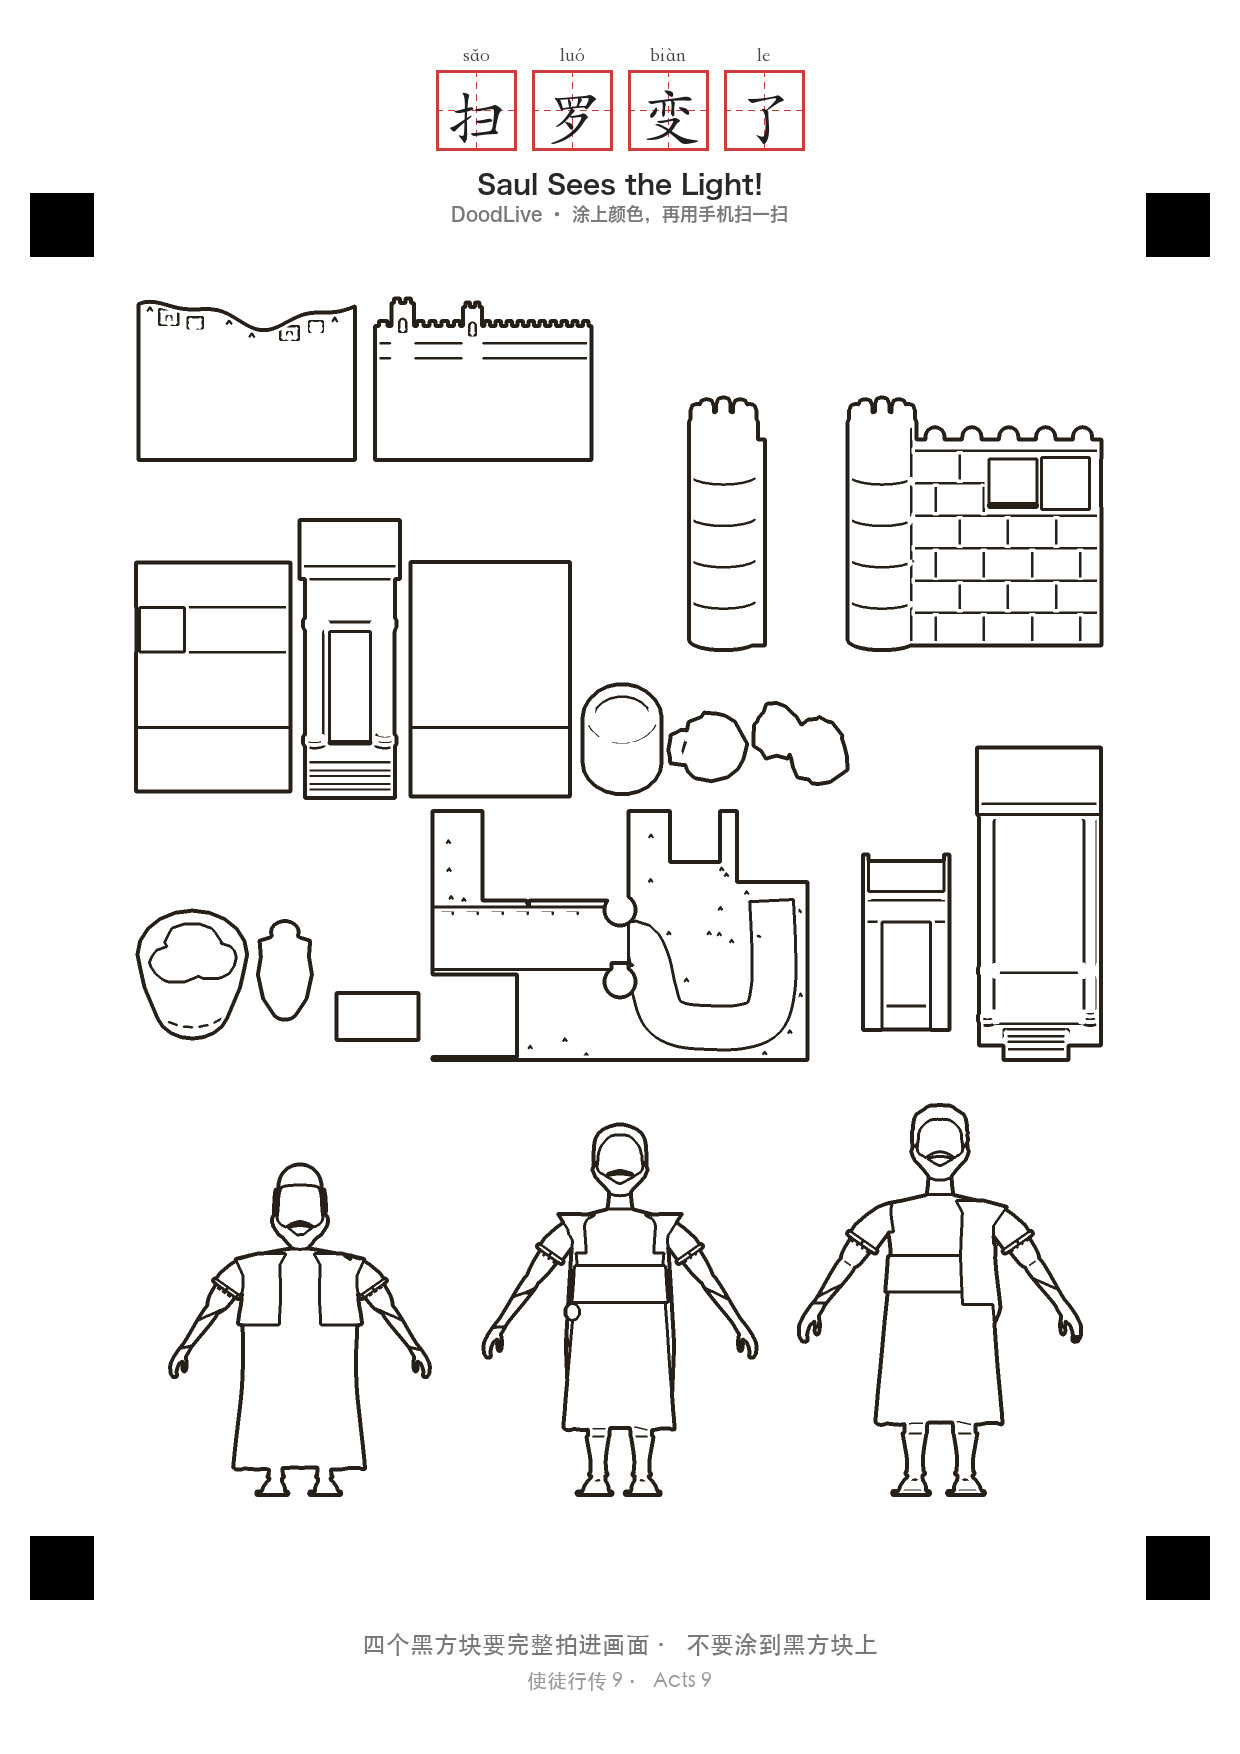 sǎo luó biàn le
扫罗变了
Saul Sees the Light!
DoodLive · 涂上颜色，再用手机扫一扫
四个黑方块要完整拍进画面 · 不要涂到黑方块上
使徒行传 9 · Acts 9